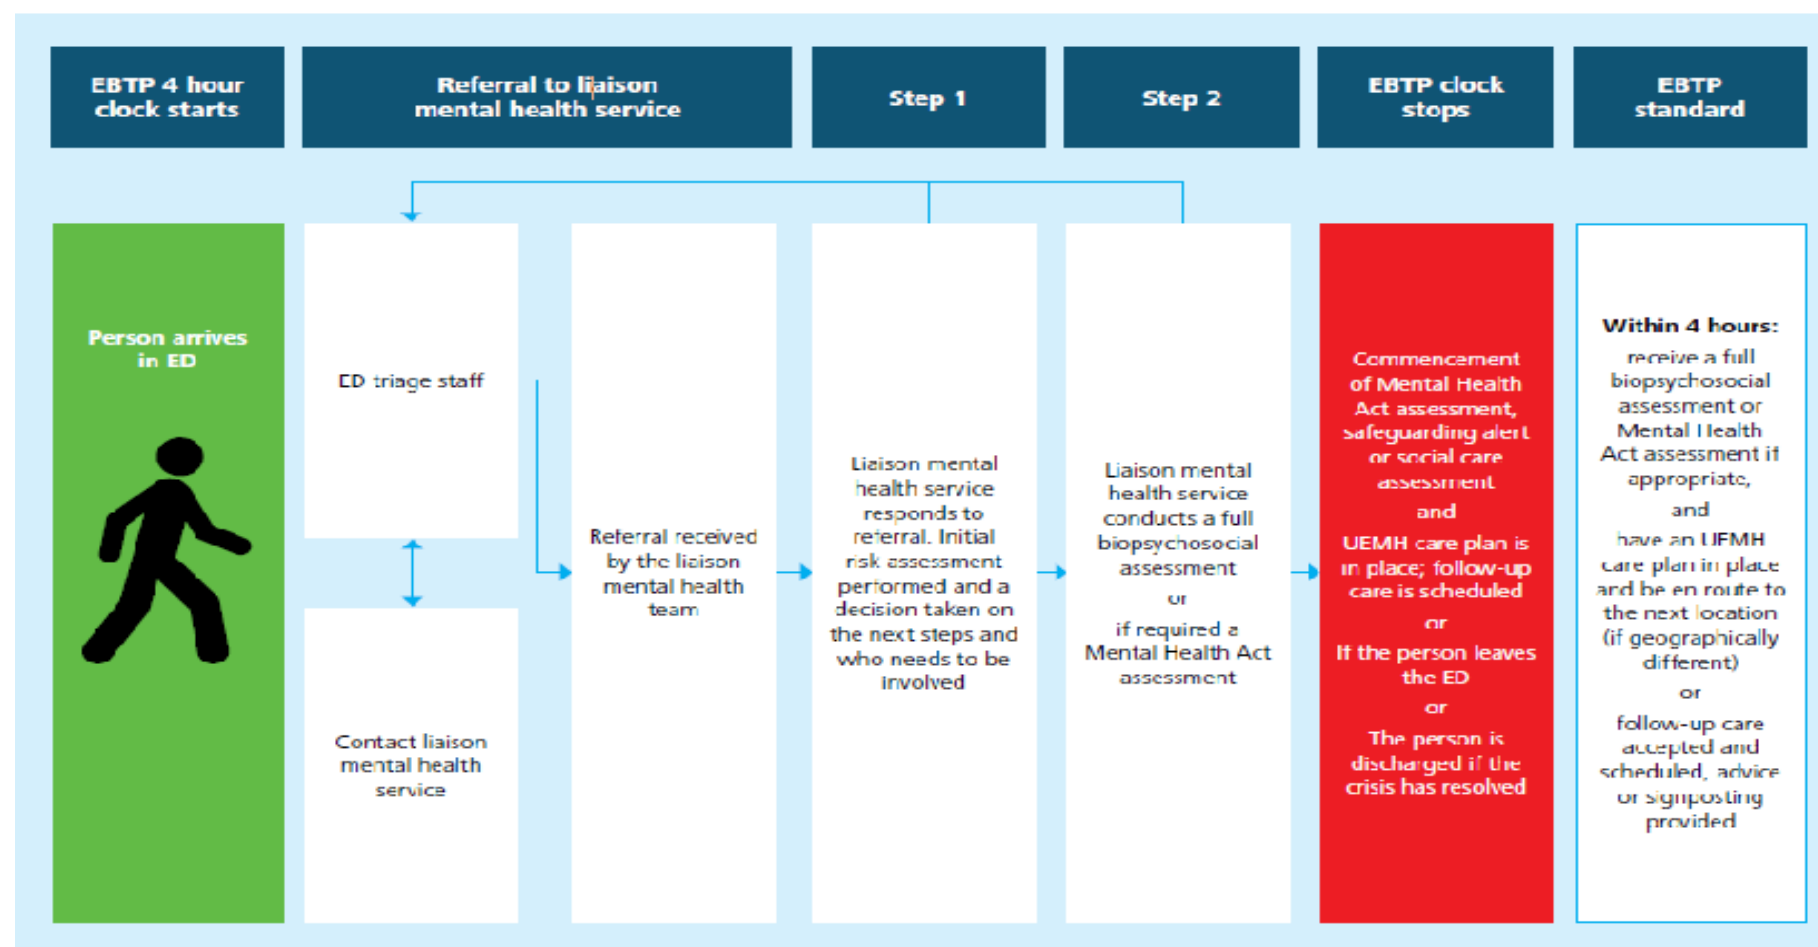 EBTP 4 hour
clock starts
Referral to liaison
mental health service
Step 1
Step 2
EBTP clock
stops
EBTP
standard
Person arrives
in ED
ED triage staff
Contact liaison
mental health
service
Referral received
by the liaison
mental health
team
Liaison mental
health service
responds to
referral. Initial
risk assessment
performed and a
decision taken on
the next steps and
who needs to be
involved
Liaison mental
health service
conducts a full
biopsychosocial
assessment
or
if required a
Mental Health Act
assessment
Commencement
of Mental Health
Act assessment,
safeguarding alert
or social care
assessment
and
UEMH care plan is
in place; follow-up
care is scheduled
or
If the person leaves
the ED
or
The person is
discharged if the
crisis has resolved
Within 4 hours:
receive a full
biopsychosocial
assessment or
Mental Health
Act assessment if
appropriate,
and
have an UEMH
care plan in place
and be en route to
the next location
(if geographically
different)
or
follow-up care
accepted and
scheduled, advice
or signposting
provided